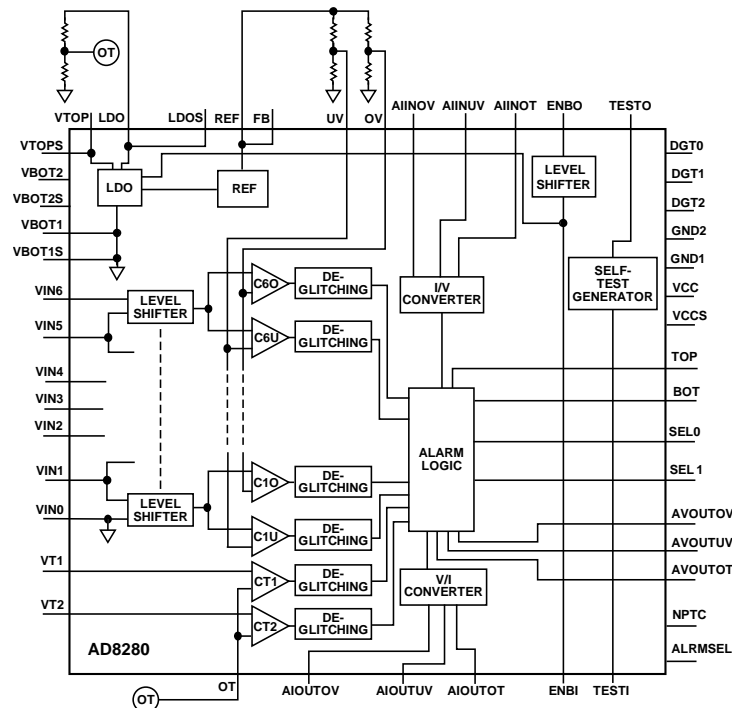 OT
VTOP LDO LDOS REF FB UV OV AIINOV AIINUV AIINOT ENBO TESTO
VTOPS
VBOT2
VBOT2S
VBOT1
VBOT1S
VIN6
VIN5
VIN4
VIN3
VIN2
VIN1
VIN0
VT1
VT2
LDO
REF
LEVEL
SHIFTER
LEVEL
SHIFTER
LEVEL
SHIFTER
C6O
DE-
GLITCHING
C6U
DE-
GLITCHING
C1O
DE-
GLITCHING
C1U
DE-
GLITCHING
CT1
DE-
GLITCHING
CT2
DE-
GLITCHING
I/V
CONVERTER
SELF-
TEST
GENERATOR
ALARM
LOGIC
V/I
CONVERTER
DGT0
DGT1
DGT2
GND2
GND1
VCC
VCCS
TOP
BOT
SEL0
SEL1
AVOUTOV
AVOUTUV
AVOUTOT
NPTC
ALRMSEL
AD8280
OT
OT AIOUTOV AIOUTUV AIOUTOT ENBI TESTI